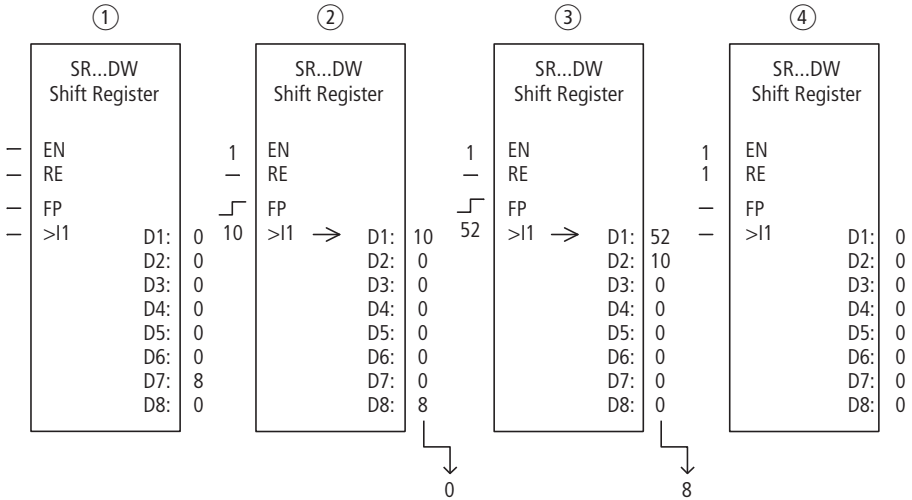 ①
SR...DW
Shift Register
– EN
– RE
– FP
– >I1
D1: 0
D2: 0
D3: 0
D4: 0
D5: 0
D6: 0
D7: 8
D8: 0
②
SR...DW
Shift Register
1 EN
– RE
FP
10 >I1 →
D1: 10
D2: 0
D3: 0
D4: 0
D5: 0
D6: 0
D7: 0
D8: 8
0
③
SR...DW
Shift Register
1 EN
– RE
FP
52 >I1 →
D1: 52
D2: 10
D3: 0
D4: 0
D5: 0
D6: 0
D7: 0
D8: 0
8
④
SR...DW
Shift Register
1 EN
1 RE
– FP
– >I1
D1: 0
D2: 0
D3: 0
D4: 0
D5: 0
D6: 0
D7: 0
D8: 0